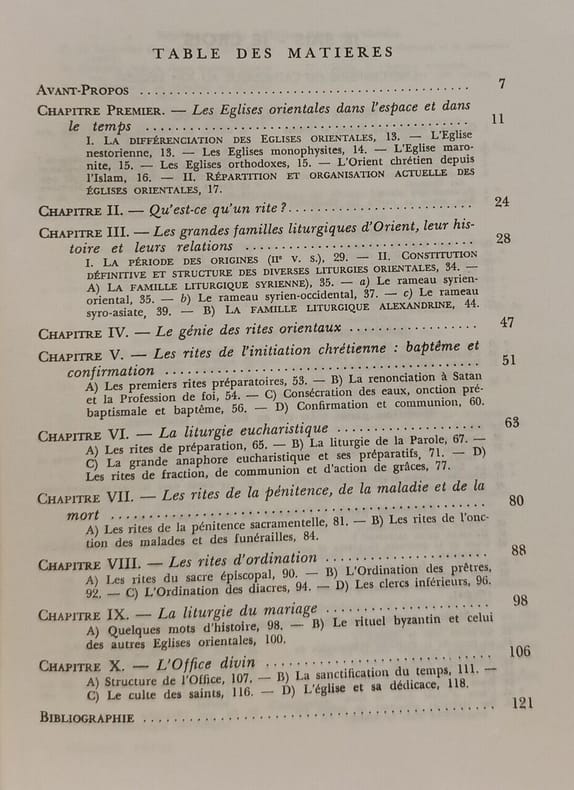 TABLE DES MATIERES
AVANT-PROPOS ........ 7
CHAPITRE PREMIER. — Les Eglises orientales dans l'espace et dans
le temps ........ 11
I. LA DIFFÉRENCIATION DES EGLISES ORIENTALES, 13. — L'Eglise
nestorienne, 13. — Les Eglises monophysites, 14. — L'Eglise maro-
nite, 15. — Les Eglises orthodoxes, 15. — L'Orient chrétien depuis
l'Islam, 16. — II. RÉPARTITION ET ORGANISATION ACTUELLE DES
ÉGLISES ORIENTALES, 17.
CHAPITRE II. — Qu'est-ce qu'un rite ? ........ 24
CHAPITRE III. — Les grandes familles liturgiques d'Orient, leur his-
toire et leurs relations ........ 28
I. LA PÉRIODE DES ORIGINES (IIe V. S.), 29. — II. CONSTITUTION
DÉFINITIVE ET STRUCTURE DES DIVERSES LITURGIES ORIENTALES, 34. —
A) LA FAMILLE LITURGIQUE SYRIENNE), 35. — a) Le rameau syrien-
oriental, 35. — b) Le rameau syrien-occidental, 37. — c) Le rameau
syro-asiate, 39. — B) LA FAMILLE LITURGIQUE ALEXANDRINE, 44.
CHAPITRE IV. — Le génie des rites orientaux ........ 47
CHAPITRE V. — Les rites de l'initiation chrétienne : baptême et
confirmation ........ 51
A) Les premiers rites préparatoires, 53. — B) La renonciation à Satan
et la Profession de foi, 54. — C) Consécration des eaux, onction pré-
baptismale et baptême, 56. — D) Confirmation et communion, 60.
CHAPITRE VI. — La liturgie eucharistique ........ 63
A) Les rites de préparation, 65. — B) La liturgie de la Parole, 67. —
C) La grande anaphore eucharistique et ses préparatifs, 71. — D)
Les rites de fraction, de communion et d'action de grâces, 77.
CHAPITRE VII. — Les rites de la pénitence, de la maladie et de la
mort ........ 80
A) Les rites de la pénitence sacramentelle, 81. — B) Les rites de l'onc-
tion des malades et des funérailles, 84.
CHAPITRE VIII. — Les rites d'ordination ........ 88
A) Les rites du sacre épiscopal, 90. — B) L'Ordination des prêtres,
92. — C) L'Ordination des diacres, 94. — D) Les clercs inférieurs, 96.
CHAPITRE IX. — La liturgie du mariage ........ 98
A) Quelques mots d'histoire, 98. — B) Le rituel byzantin et celui
des autres Eglises orientales, 100.
CHAPITRE X. — L'Office divin ........ 106
A) Structure de l'Office, 107. — B) La sanctification du temps, 111. —
C) Le culte des saints, 116. — D) L'église et sa dédicace, 118.
BIBLIOGRAPHIE ........ 121